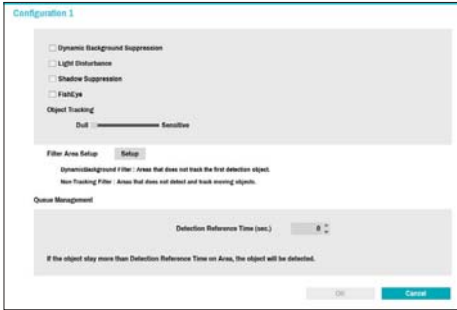 Configuration 1
Dynamic Background Suppression
Light Disturbance
Shadow Suppression
FishEye
Object Tracking
Dull Sensitive
Filter Area Setup Setup
DynamicBackground Filter : Areas that does not track the first detection object.
Non-Tracking Filter : Areas that does not detect and track moving objects.
Queue Management
Detection Reference Time (sec.) 8
If the object stay more than Detection Reference Time on Area, the object will be detected.
OK Cancel